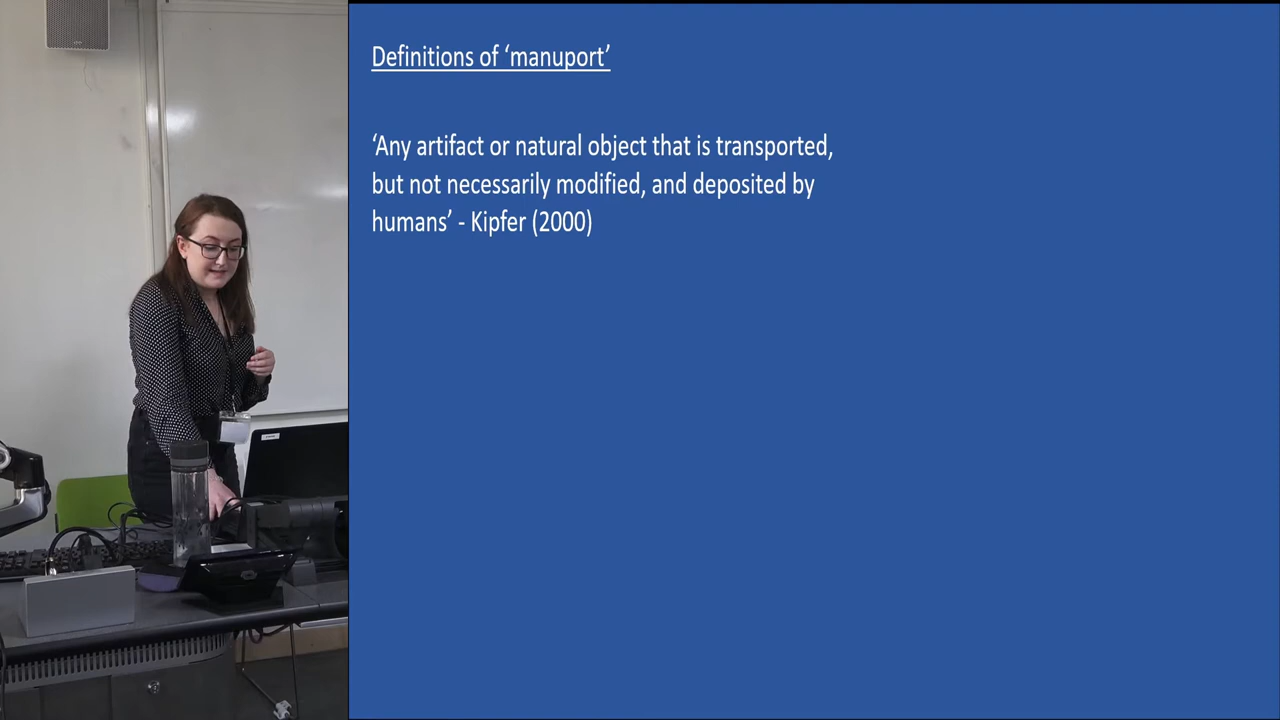 Definitions of ‘manuport’
‘Any artifact or natural object that is transported,
but not necessarily modified, and deposited by
humans’ - Kipfer (2000)